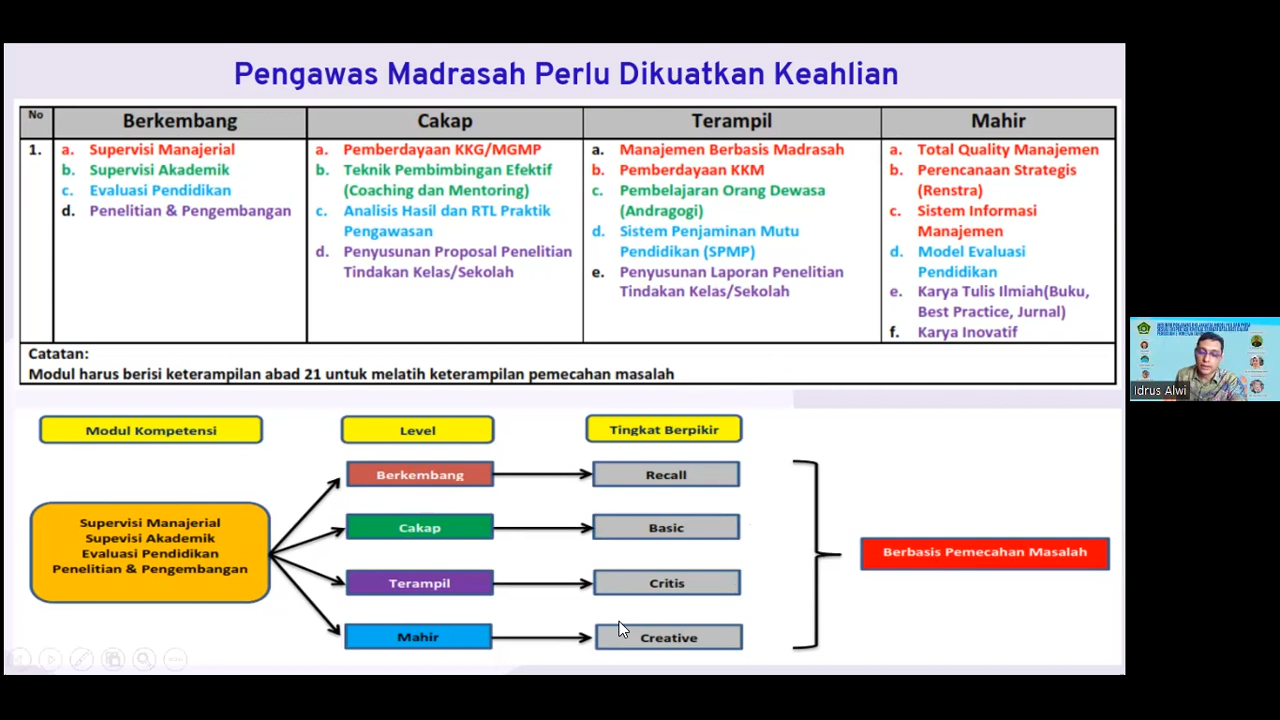 Pengawas Madrasah Perlu Dikuatkan Keahlian
No Berkembang Cakap Terampil Mahir
1.
a. Supervisi Manajerial
b. Supervisi Akademik
c. Evaluasi Pendidikan
d. Penelitian & Pengembangan
a. Pemberdayaan KKG/MGMP
b. Teknik Pembimbingan Efektif
(Coaching dan Mentoring)
c. Analisis Hasil dan RTL Praktik
Pengawasan
d. Penyusunan Proposal Penelitian
Tindakan Kelas/Sekolah
a. Manajemen Berbasis Madrasah
b. Pemberdayaan KKM
c. Pembelajaran Orang Dewasa
(Andragogi)
d. Sistem Penjaminan Mutu
Pendidikan (SPMP)
e. Penyusunan Laporan Penelitian
Tindakan Kelas/Sekolah
a. Total Quality Manajemen
b. Perencanaan Strategis
(Renstra)
c. Sistem Informasi
Manajemen
d. Model Evaluasi
Pendidikan
e. Karya Tulis Ilmiah(Buku,
Best Practice, Jurnal)
f. Karya Inovatif
Catatan:
Modul harus berisi keterampilan abad 21 untuk melatih keterampilan pemecahan masalah
Modul Kompetensi
Level
Tingkat Berpikir
Supervisi Manajerial
Supevisi Akademik
Evaluasi Pendidikan
Penelitian & Pengembangan
Berkembang
Recall
Cakap
Basic
Terampil
Critis
Mahir
Creative
Berbasis Pemecahan Masalah
Idrus Alwi